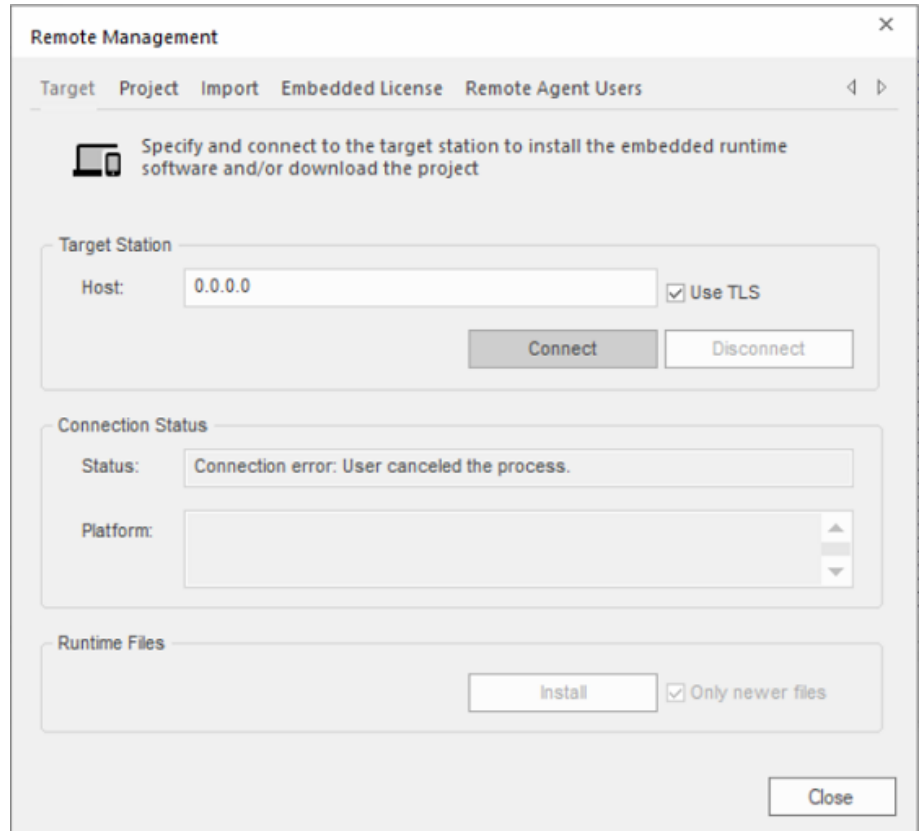 Remote Management
Target Project Import Embedded License Remote Agent Users
Specify and connect to the target station to install the embedded runtime
software and/or download the project
Target Station
Host: 0.0.0.0 Use TLS
Connect Disconnect
Connection Status
Status: Connection error: User canceled the process.
Platform:
Runtime Files
Install Only newer files
Close